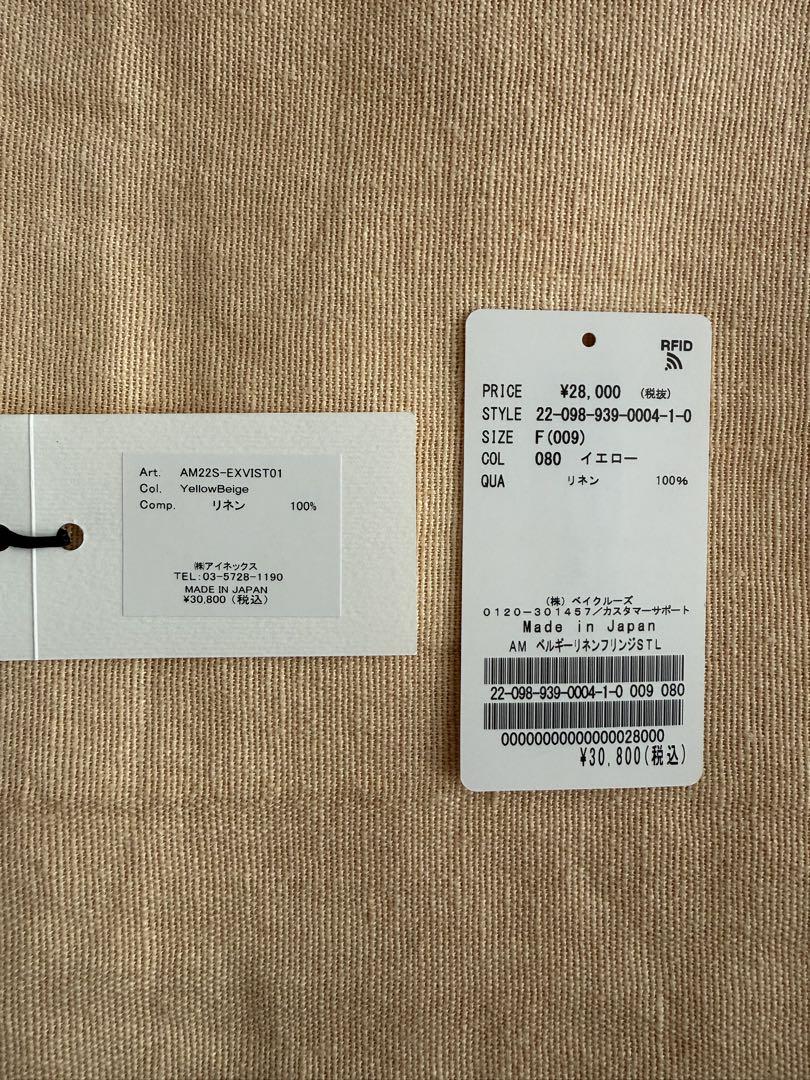 Art. AM22S-EXVIST01
Col. YellowBeige
Comp. リネン 100%
㈱アイネックス
TEL:03-5728-1190
MADE IN JAPAN
¥30,800（税込）
RFID
PRICE ¥28,000 (税抜)
STYLE 22-098-939-0004-1-0
SIZE F(009)
COL 080 イエロー
QUA リネン 100%
(株) ベイクルーズ
0120-301457/カスタマーサポート
Made in Japan
AM ベルギーリネンフリンジSTL
22-098-939-0004-1-0 009 080
00000000000000028000
¥30,800(税込)